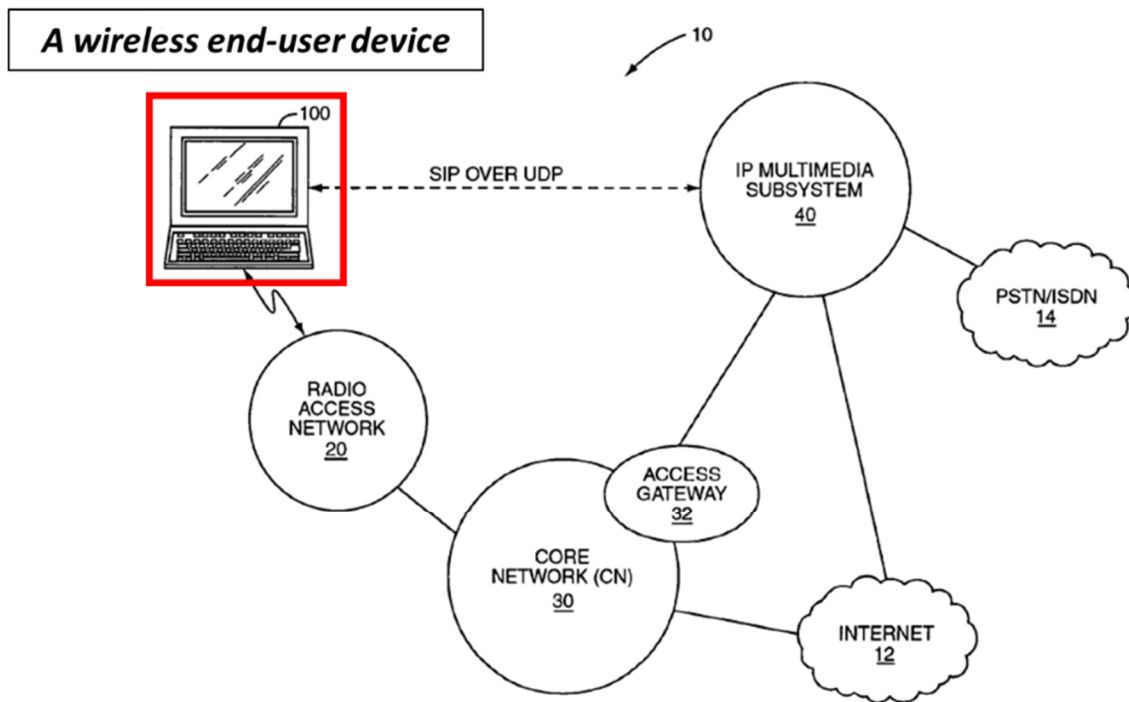 A wireless end-user device
10
100
SIP OVER UDP
IP MULTIMEDIA
SUBSYSTEM
40
PSTN/ISDN
14
RADIO
ACCESS
NETWORK
20
ACCESS
GATEWAY
32
CORE
NETWORK (CN)
30
INTERNET
12